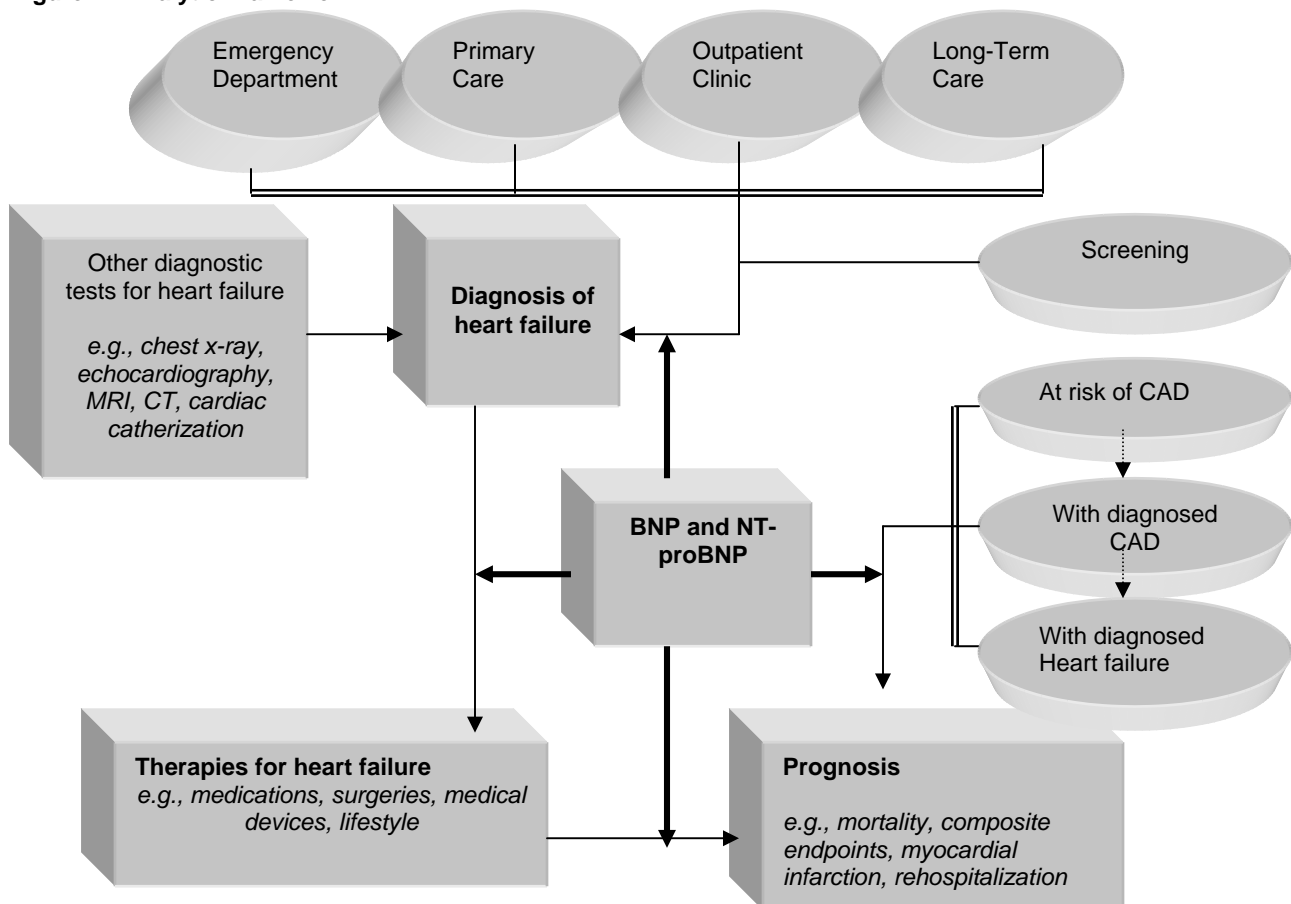 Emergency
Department
Primary
Care
Outpatient
Clinic
Long-Term
Care
Other diagnostic
tests for heart failure
e.g., chest x-ray,
echocardiography,
MRI, CT, cardiac
catherization
Diagnosis of
heart failure
Screening
At risk of CAD
With diagnosed
CAD
With diagnosed
Heart failure
BNP and NT-
proBNP
Therapies for heart failure
e.g., medications, surgeries, medical
devices, lifestyle
Prognosis
e.g., mortality, composite
endpoints, myocardial
infarction, rehospitalization